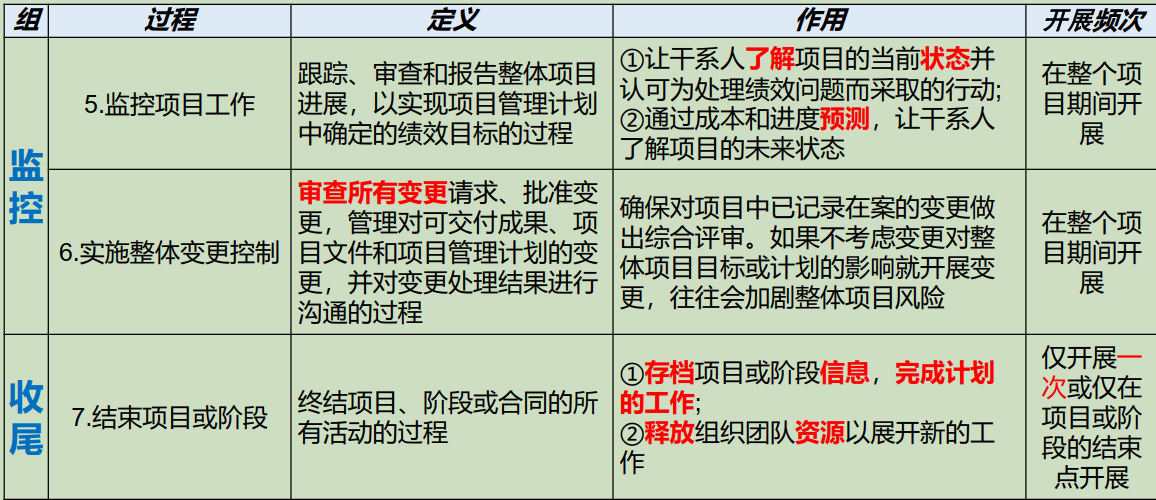 组 过程 定义 作用 开展频次
监
控
5.监控项目工作
跟踪、审查和报告整体项目
进展，以实现项目管理计划
中确定的绩效目标的过程
①让干系人了解项目的当前状态并
认可为处理绩效问题而采取的行动;
②通过成本和进度预测，让干系人
了解项目的未来状态
在整个项
目期间开
展
6.实施整体变更控制
审查所有变更请求、批准变
更，管理对可交付成果、项
目文件和项目管理计划的变
更，并对变更处理结果进行
沟通的过程
确保对项目中已记录在案的变更做
出综合评审。如果不考虑变更对整
体项目目标或计划的影响就开展变
更，往往会加剧整体项目风险
在整个项
目期间开
展
收
尾
7.结束项目或阶段
终结项目、阶段或合同的所
有活动的过程
①存档项目或阶段信息，完成计划
的工作;
②释放组织团队资源以展开新的工
作
仅开展一
次或仅在
项目或阶
段的结束
点开展